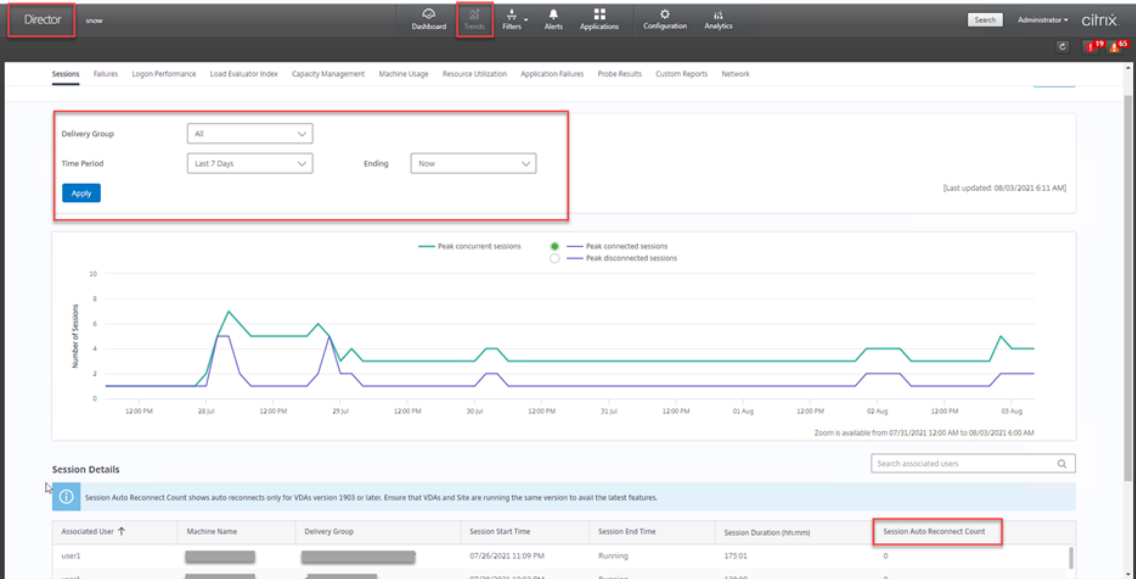 Director snow Dashboard Trends Filters Alerts Applications Configuration Analytics Search Administrator citrix
19 65
Sessions Failures Logon Performance Load Evaluator Index Capacity Management Machine Usage Resource Utilization Application Failures Probe Results Custom Reports Network
Delivery Group All
Time Period Last 7 Days Ending Now
Apply
[Last updated: 08/03/2021 6:11 AM]
Peak concurrent sessions Peak connected sessions
Peak disconnected sessions
10
8
6
4
2
0
Number of Sessions
12:00 PM 28 Jul 12:00 PM 29 Jul 12:00 PM 30 Jul 12:00 PM 31 Jul 12:00 PM 01 Aug 12:00 PM 02 Aug 12:00 PM 03 Aug
Zoom is available from 07/31/2021 12:00 AM to 08/03/2021 6:00 AM
Session Details Search associated users
Session Auto Reconnect Count shows auto reconnects only for VDAs version 1903 or later. Ensure that VDAs and Site are running the same version to avail the latest features.
Associated User Machine Name Delivery Group Session Start Time Session End Time Session Duration (hh.mm) Session Auto Reconnect Count
user1 07/26/2021 11:09 PM Running 175:01 0